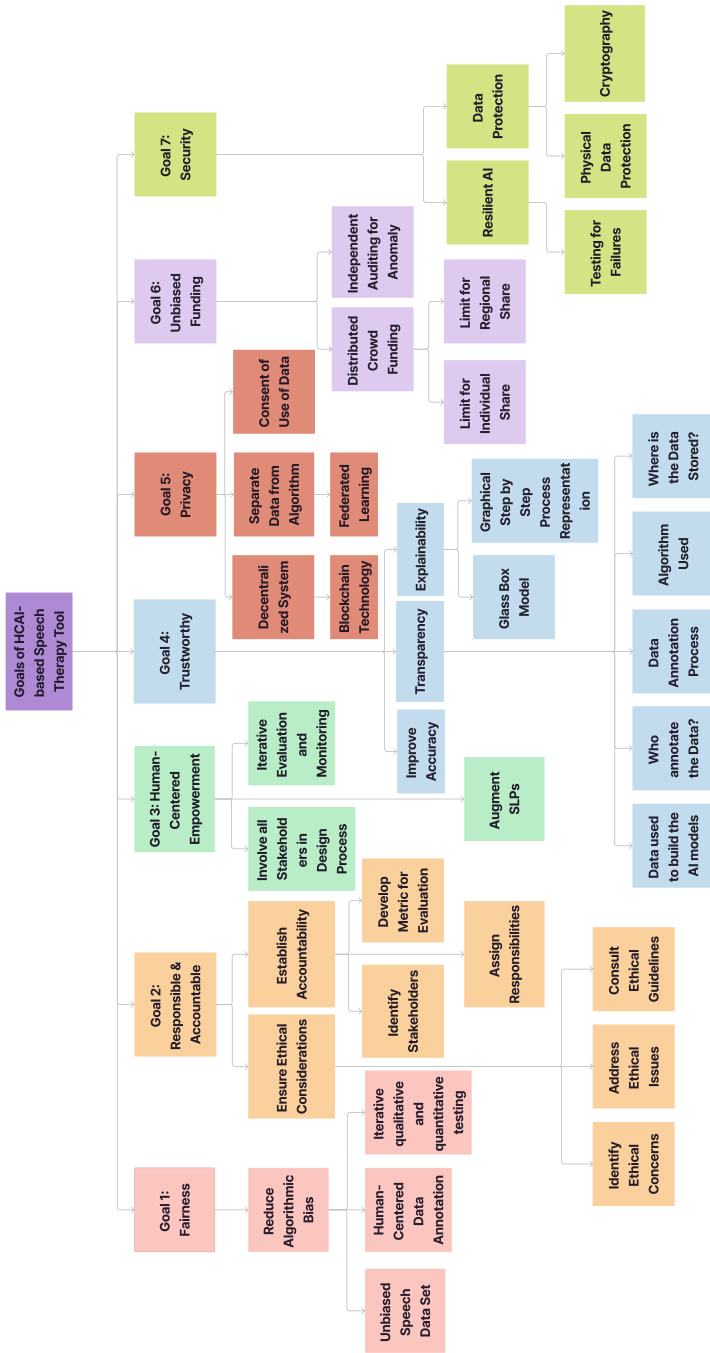 Goals of HCAI-
based Speech
Therapy Tool
Goal 1:
Fairness
Goal 2:
Responsible &
Accountable
Goal 3: Human-
Centered
Empowerment
Goal 4:
Trustworthy
Goal 5:
Privacy
Goal 6:
Unbiased
Funding
Goal 7:
Security
Reduce
Algorithmic
Bias
Unbiased
Speech
Data Set
Human-
Centered
Data
Annotation
Iterative
qualitative
and
quantitative
testing
Ensure Ethical
Considerations
Establish
Accountability
Identify
Stakeholders
Develop
Metric for
Evaluation
Assign
Responsibilities
Identify
Ethical
Concerns
Address
Ethical
Issues
Consult
Ethical
Guidelines
Involve all
Stakehold
ers in
Design
Process
Iterative
Evaluation
and
Monitoring
Augment
SLPs
Improve
Accuracy
Transparency
Explainability
Glass Box
Model
Graphical
Step by
Step
Process
Representat
ion
Data used
to build the
AI models
Who
annotate
the Data?
Data
Annotation
Process
Algorithm
Used
Where is
the Data
Stored?
Decentrali
zed System
Separate
Data from
Algorithm
Consent of
Use of Data
Blockchain
Technology
Federated
Learning
Distributed
Crowd
Funding
Independent
Auditing for
Anomaly
Limit for
Individual
Share
Limit for
Regional
Share
Resilient AI
Data
Protection
Testing for
Failures
Physical
Data
Protection
Cryptography